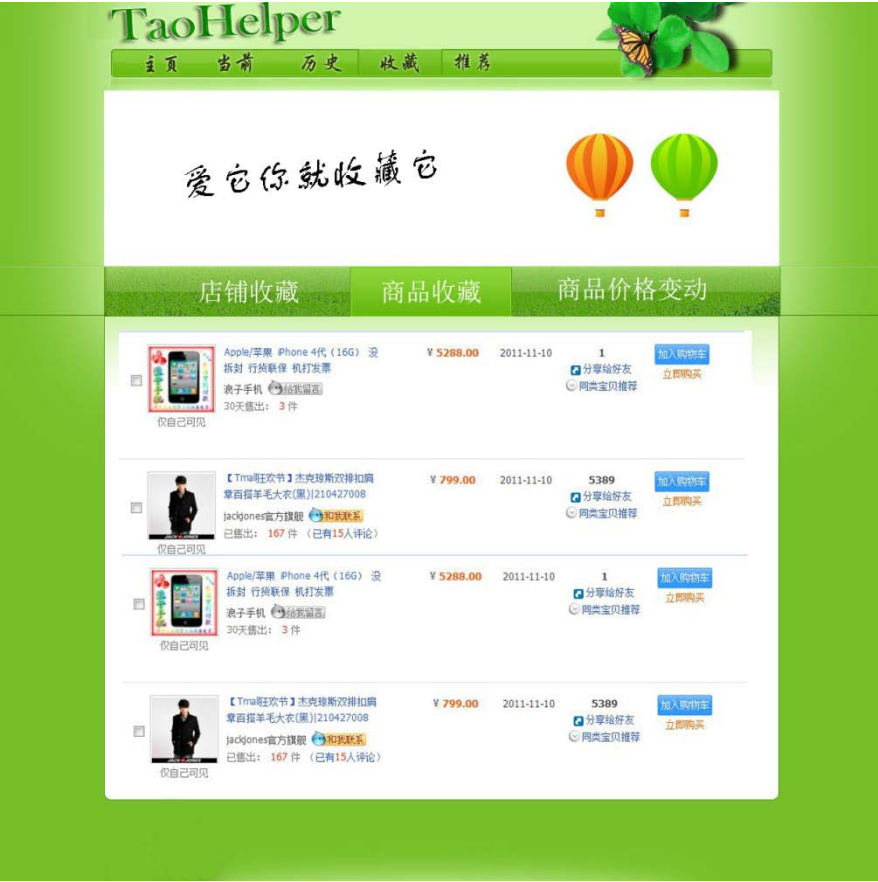 TaoHelper
主页 当前 历史 收藏 推荐
爱它你就收藏它
店铺收藏 商品收藏 商品价格变动
Apple/苹果 iPhone 4代（16G） 没 ¥ 5288.00 2011-11-10 1 加入购物车
拆封 行货联保 机打发票 分享给好友 立即购买
浪子手机 给我留言 同类宝贝推荐
30天售出： 3 件
仅自己可见
【Tmall狂欢节】杰克琼斯双排扣肩 ¥ 799.00 2011-11-10 5389 加入购物车
章百搭羊毛大衣(黑)|210427008 分享给好友 立即购买
jackjones官方旗舰 和我联系 同类宝贝推荐
已售出： 167 件 （已有15人评论）
JACK & JONES
仅自己可见
Apple/苹果 iPhone 4代（16G） 没 ¥ 5288.00 2011-11-10 1 加入购物车
拆封 行货联保 机打发票 分享给好友 立即购买
浪子手机 给我留言 同类宝贝推荐
30天售出： 3 件
仅自己可见
【Tmall狂欢节】杰克琼斯双排扣肩 ¥ 799.00 2011-11-10 5389 加入购物车
章百搭羊毛大衣(黑)|210427008 分享给好友 立即购买
jackjones官方旗舰 和我联系 同类宝贝推荐
已售出： 167 件 （已有15人评论）
JACK & JONES
仅自己可见